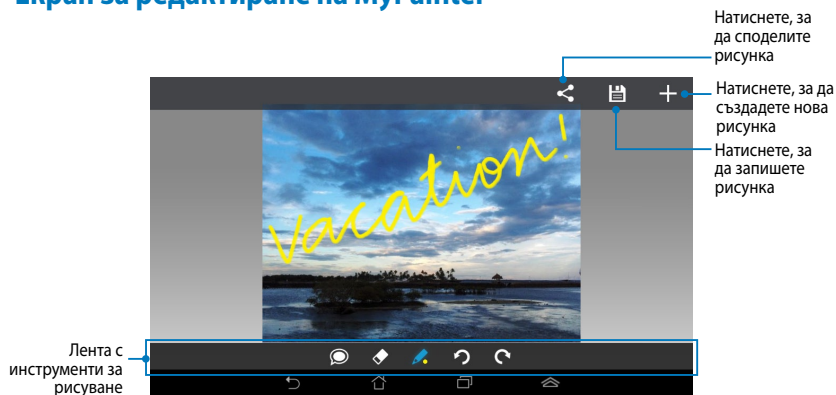 Екран за редактиране на MyPainter
Натиснете, за
да споделите
рисунка
Натиснете, за да
създадете нова
рисунка
Натиснете, за
да запишете
рисунка
Vacation!
Лента с
инструменти за
рисуване